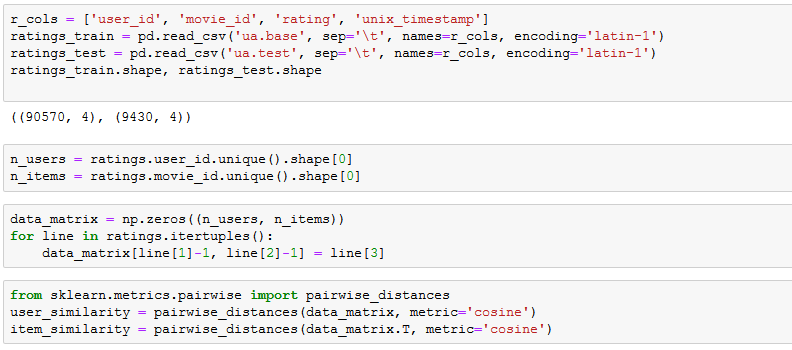 r_cols = ['user_id', 'movie_id', 'rating', 'unix_timestamp']
ratings_train = pd.read_csv('ua.base', sep='\t', names=r_cols, encoding='latin-1')
ratings_test = pd.read_csv('ua.test', sep='\t', names=r_cols, encoding='latin-1')
ratings_train.shape, ratings_test.shape
((90570, 4), (9430, 4))
n_users = ratings.user_id.unique().shape[0]
n_items = ratings.movie_id.unique().shape[0]
data_matrix = np.zeros((n_users, n_items))
for line in ratings.itertuples():
    data_matrix[line[1]-1, line[2]-1] = line[3]
from sklearn.metrics.pairwise import pairwise_distances
user_similarity = pairwise_distances(data_matrix, metric='cosine')
item_similarity = pairwise_distances(data_matrix.T, metric='cosine')